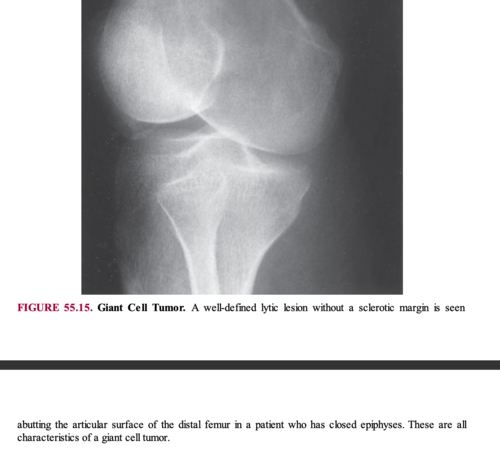 FIGURE 55.15. Giant Cell Tumor. A well-defined lytic lesion without a sclerotic margin is seen
abutting the articular surface of the distal femur in a patient who has closed epiphyses. These are all
characteristics of a giant cell tumor.